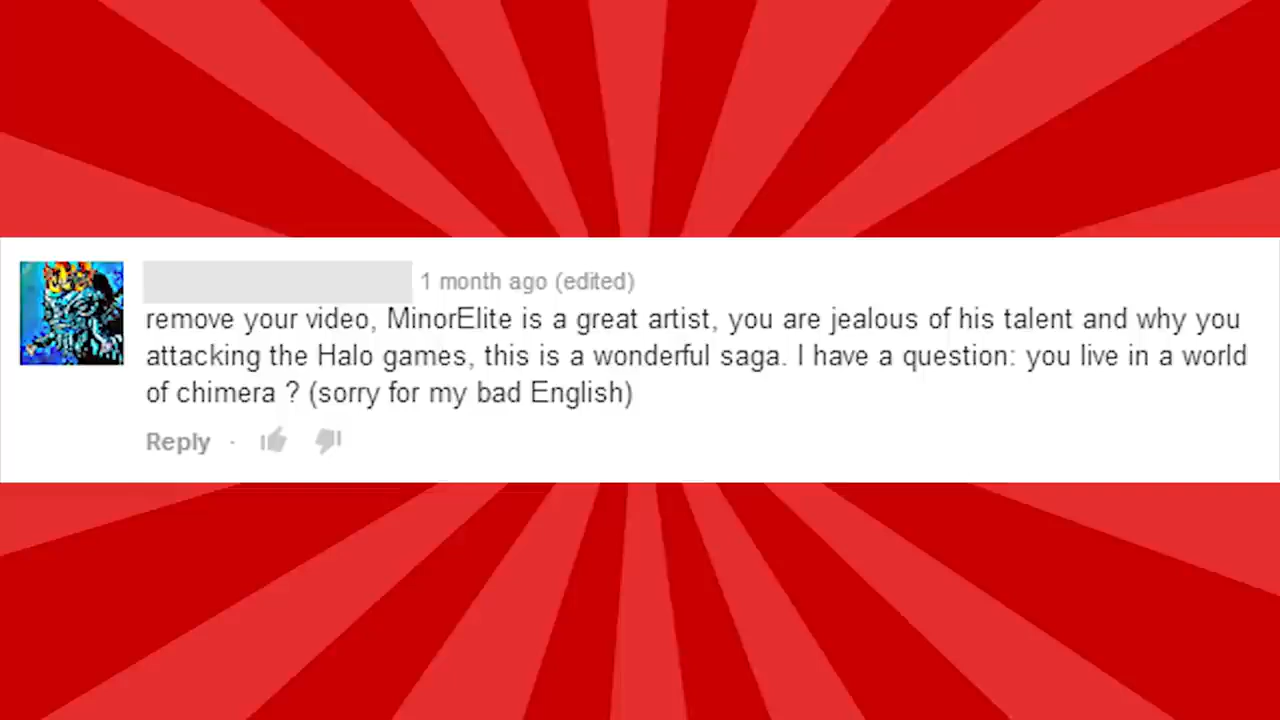 1 month ago (edited)
remove your video, MinorElite is a great artist, you are jealous of his talent and why you
attacking the Halo games, this is a wonderful saga. I have a question: you live in a world
of chimera ? (sorry for my bad English)
Reply ·